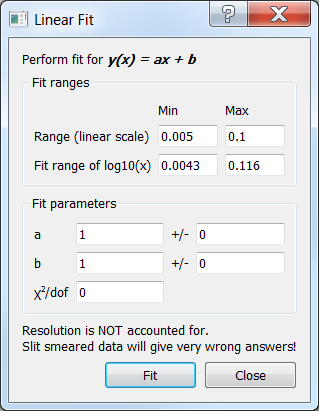 Linear Fit
?
Perform fit for y(x) = ax + b
Fit ranges
Min Max
Range (linear scale) 0.005 0.1
Fit range of log10(x) 0.0043 0.116
Fit parameters
a 1 +/- 0
b 1 +/- 0
χ²/dof 0
Resolution is NOT accounted for.
Slit smeared data will give very wrong answers!
Fit Close